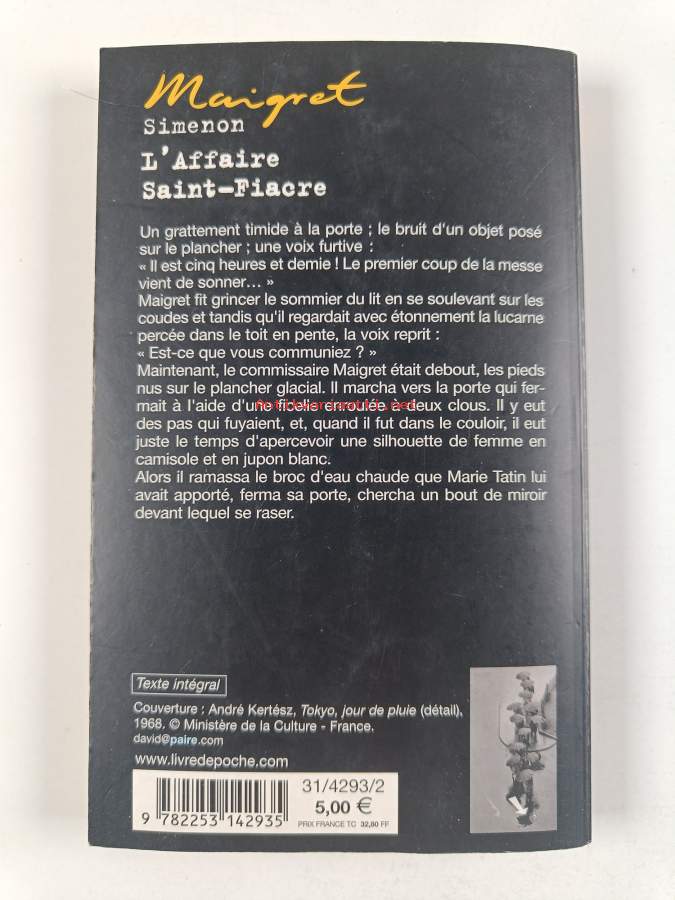 Maigret
Simenon
L'Affaire
Saint-Fiacre
Un grattement timide à la porte ; le bruit d'un objet posé
sur le plancher ; une voix furtive :
« Il est cinq heures et demie ! Le premier coup de la messe
vient de sonner... »
Maigret fit grincer le sommier du lit en se soulevant sur les
coudes et tandis qu'il regardait avec étonnement la lucarne
percée dans le toit en pente, la voix reprit :
« Est-ce que vous communiez ? »
Maintenant, le commissaire Maigret était debout, les pieds
nus sur le plancher glacial. Il marcha vers la porte qui fer-
mait à l'aide d'une ficelle enroulée à deux clous. Il y eut
des pas qui fuyaient, et, quand il fut dans le couloir, il eut
juste le temps d'apercevoir une silhouette de femme en
camisole et en jupon blanc.
Alors il ramassa le broc d'eau chaude que Marie Tatin lui
avait apporté, ferma sa porte, chercha un bout de miroir
devant lequel se raser.
Texte intégral
Couverture : André Kertész, Tokyo, jour de pluie (détail),
1968. © Ministère de la Culture - France.
david@paire.com
www.livredepoche.com
31/4293/2
5,00 €
PRIX FRANCE TC 32,80 FF
9 782253 142935